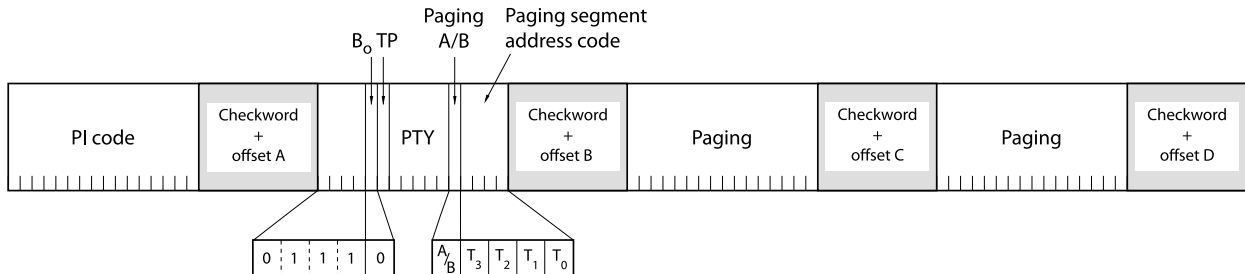 Paging
A/B
Paging segment
address code
B₀ TP
PI code
Checkword
+
offset A
PTY
Checkword
+
offset B
Paging
Checkword
+
offset C
Paging
Checkword
+
offset D
0 1 1 1 0
A/B T₃ T₂ T₁ T₀